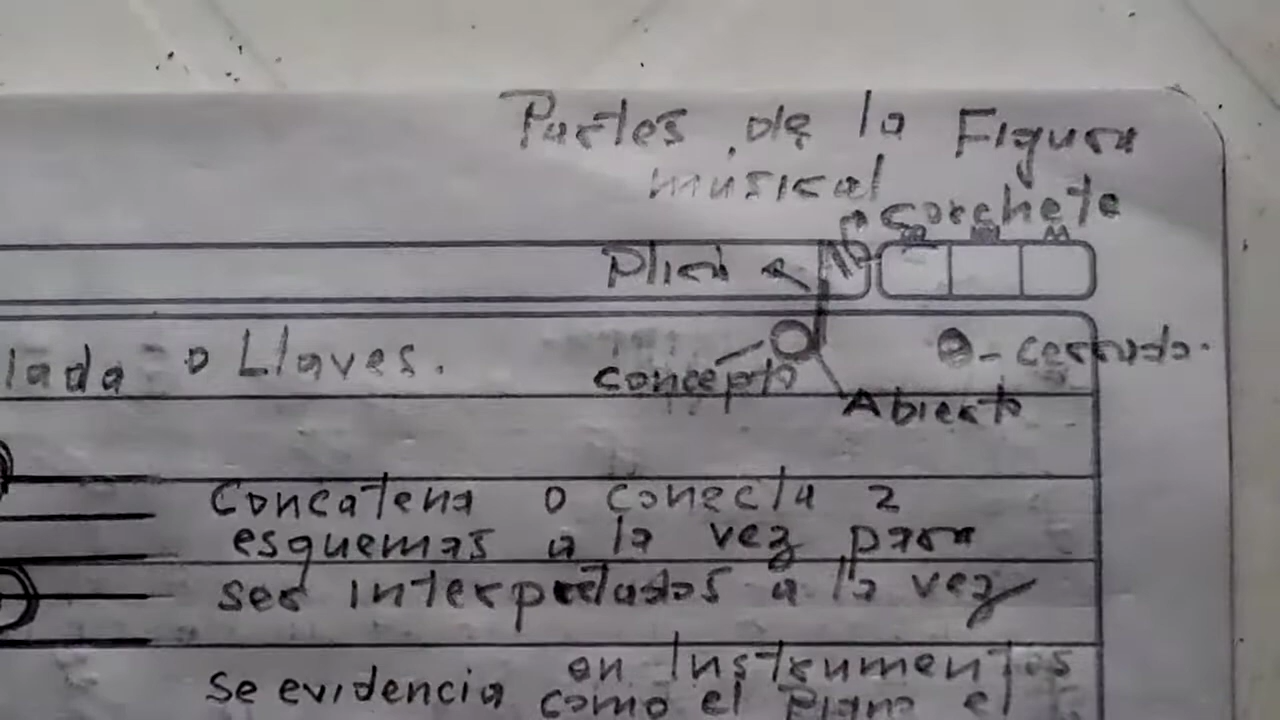 Partes de la Figura
musical
corchete
Plica
lada o Llaves.
concepto
- cerrado.
Abierto
Concatena o conecta 2
esquemas a la vez para
ser interpretados a la vez
se evidencia en Instrumentos
como el Piano el